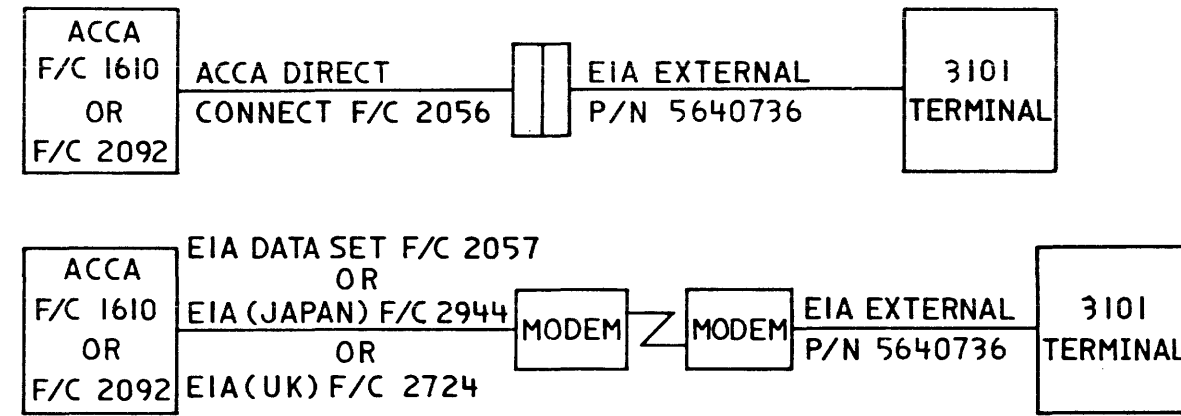 ACCA
F/C 1610
OR
F/C 2092
ACCA DIRECT
CONNECT F/C 2056
EIA EXTERNAL
P/N 5640736
3101
TERMINAL
ACCA
F/C 1610
OR
F/C 2092
EIA DATA SET F/C 2057
OR
EIA (JAPAN) F/C 2944
OR
EIA (UK) F/C 2724
MODEM
MODEM
EIA EXTERNAL
P/N 5640736
3101
TERMINAL